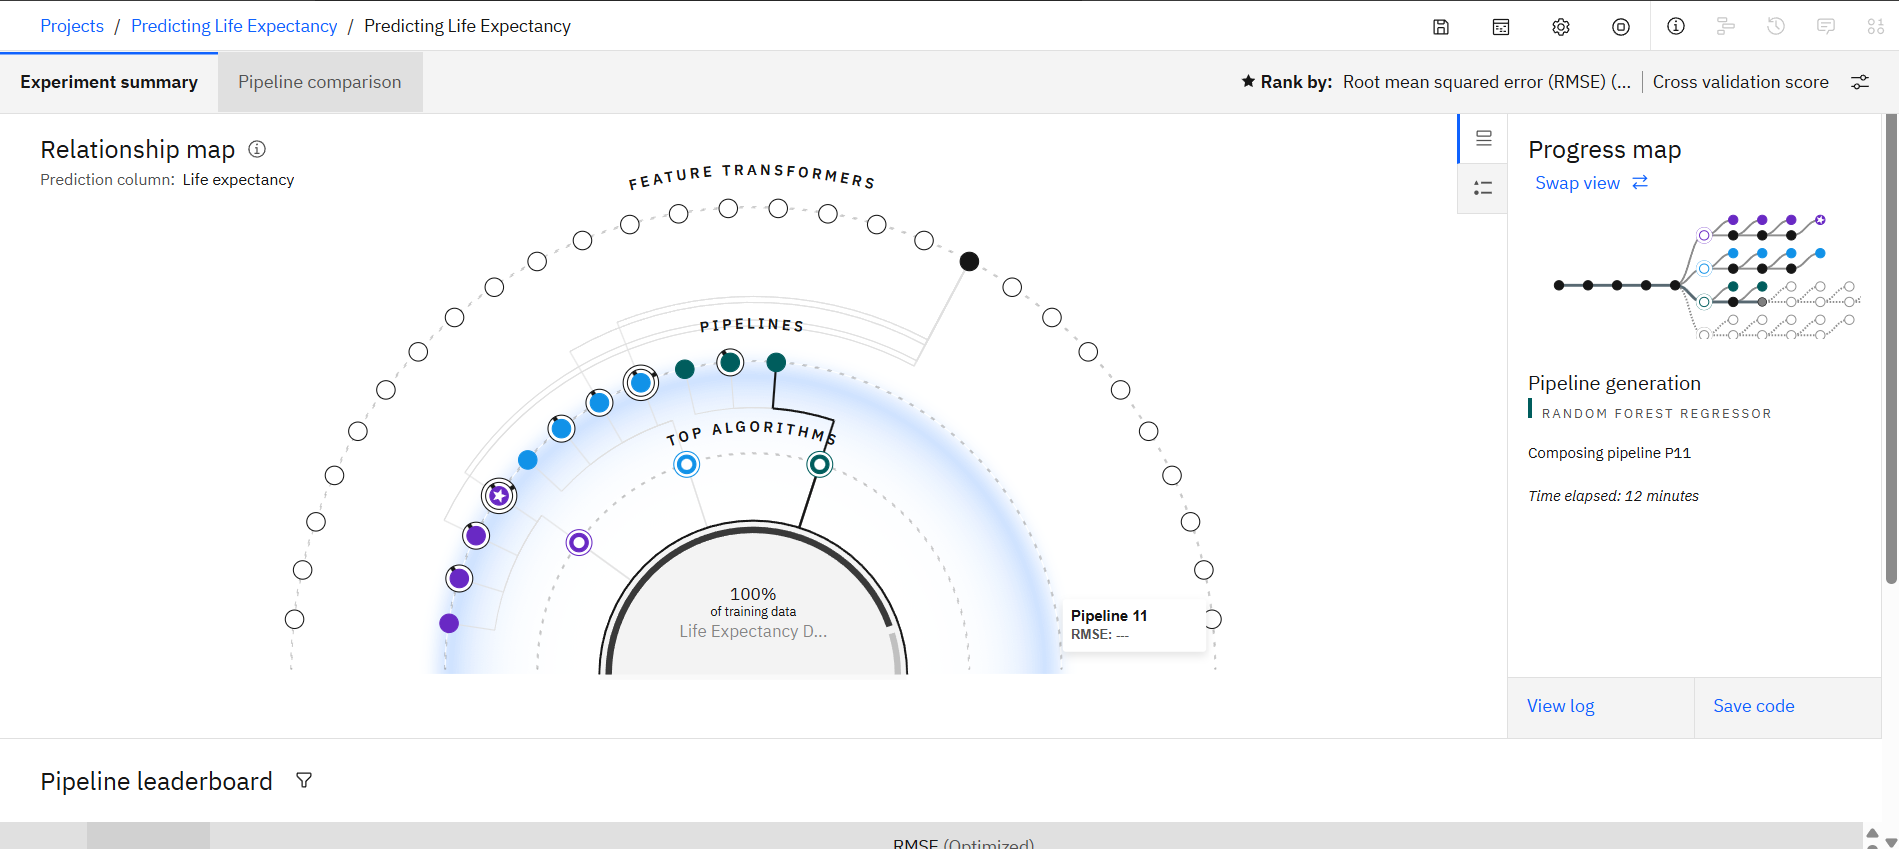 Projects / Predicting Life Expectancy / Predicting Life Expectancy
Experiment summary
Pipeline comparison
Rank by: Root mean squared error (RMSE) (... | Cross validation score
Relationship map
Prediction column: Life expectancy
FEATURE TRANSFORMERS
PIPELINES
TOP ALGORITHMS
100%
of training data
Life Expectancy D...
Pipeline 11
RMSE: ---
Progress map
Swap view
Pipeline generation
RANDOM FOREST REGRESSOR
Composing pipeline P11
Time elapsed: 12 minutes
View log
Save code
Pipeline leaderboard
RMSE (Optimized)